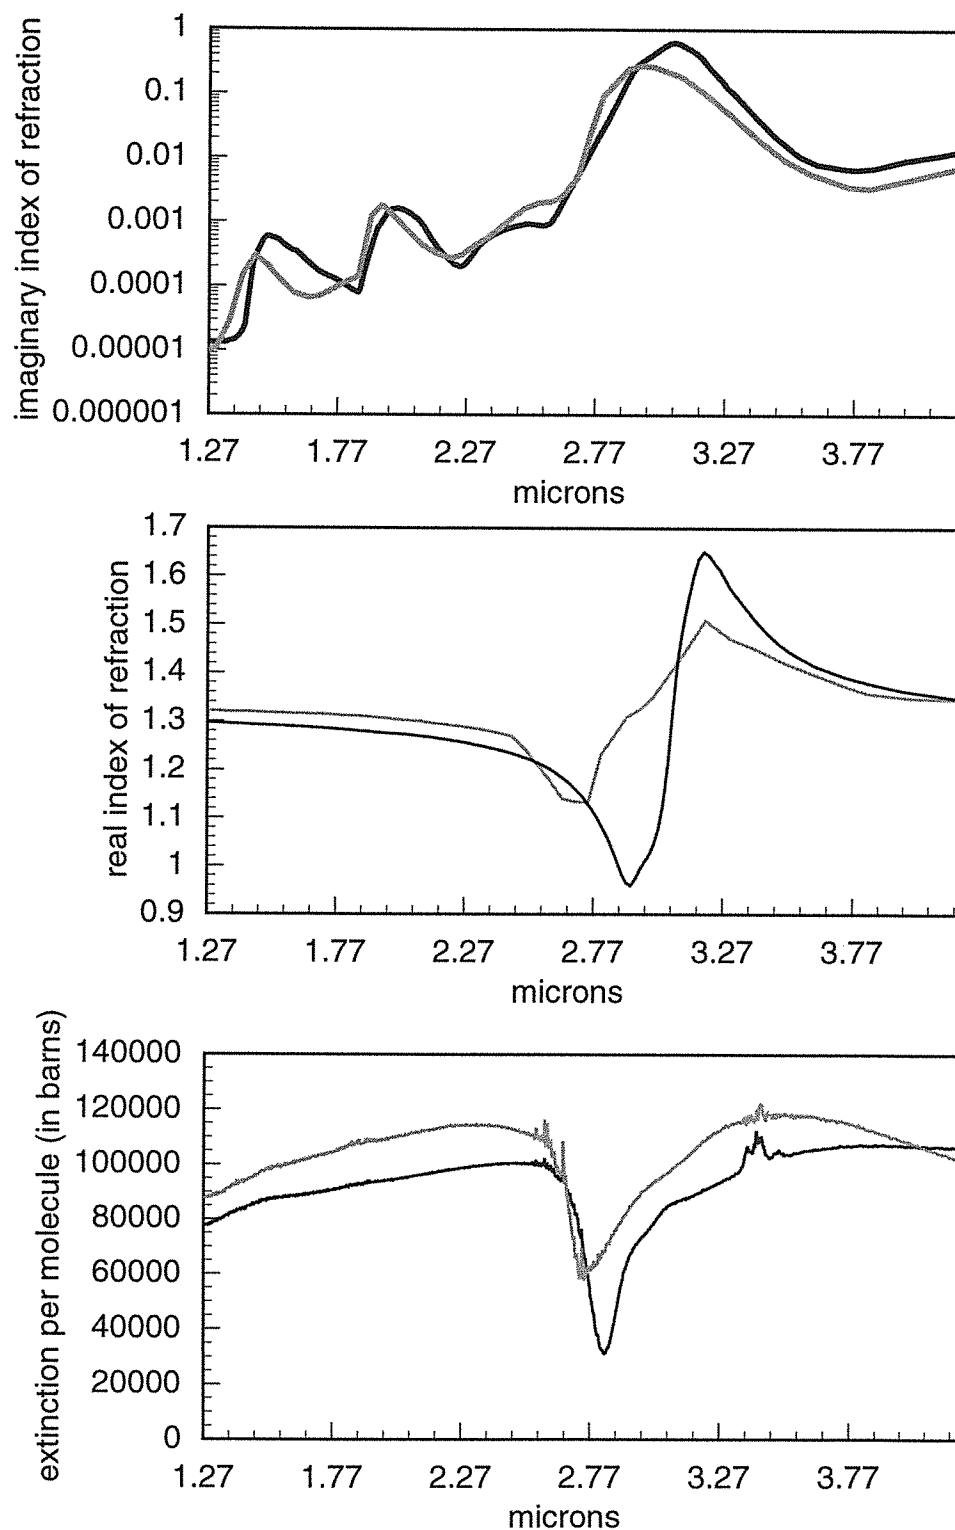 imaginary index of refraction
1
0.1
0.01
0.001
0.0001
0.00001
0.000001
1.27 1.77 2.27 2.77 3.27 3.77
microns
real index of refraction
1.7
1.6
1.5
1.4
1.3
1.2
1.1
1
0.9
1.27 1.77 2.27 2.77 3.27 3.77
microns
extinction per molecule (in barns)
140000
120000
100000
80000
60000
40000
20000
0
1.27 1.77 2.27 2.77 3.27 3.77
microns